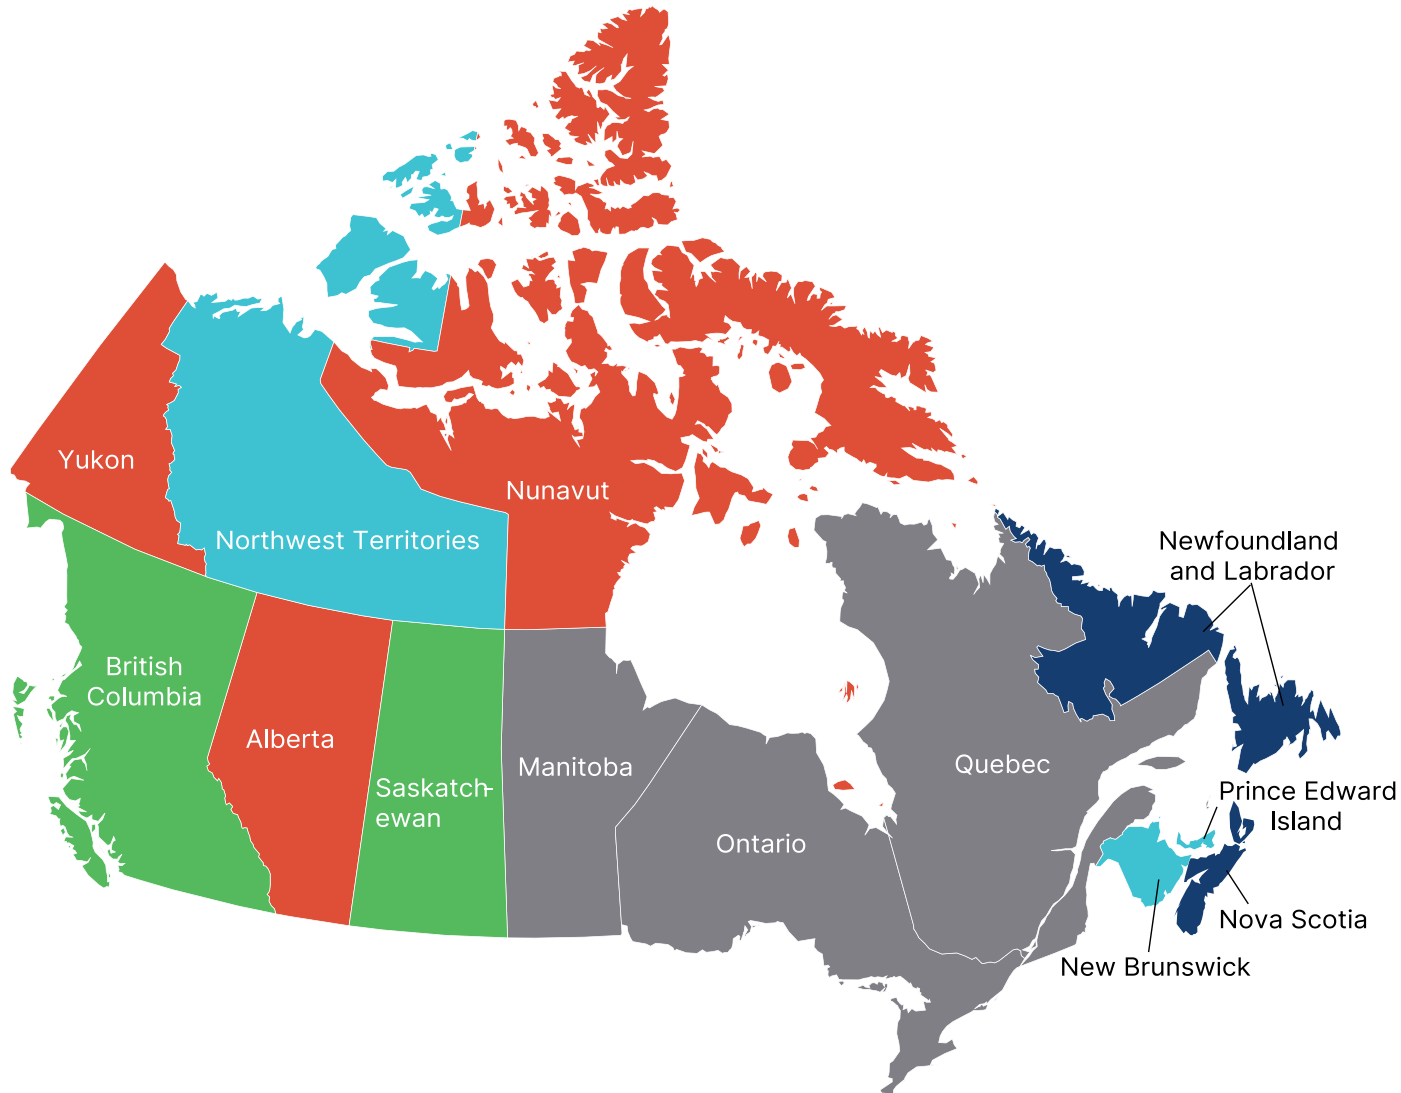 Yukon
Nunavut
Northwest Territories
Newfoundland
and Labrador
British
Columbia
Alberta
Saskatch-
ewan
Manitoba
Quebec
Ontario
Prince Edward
Island
Nova Scotia
New Brunswick